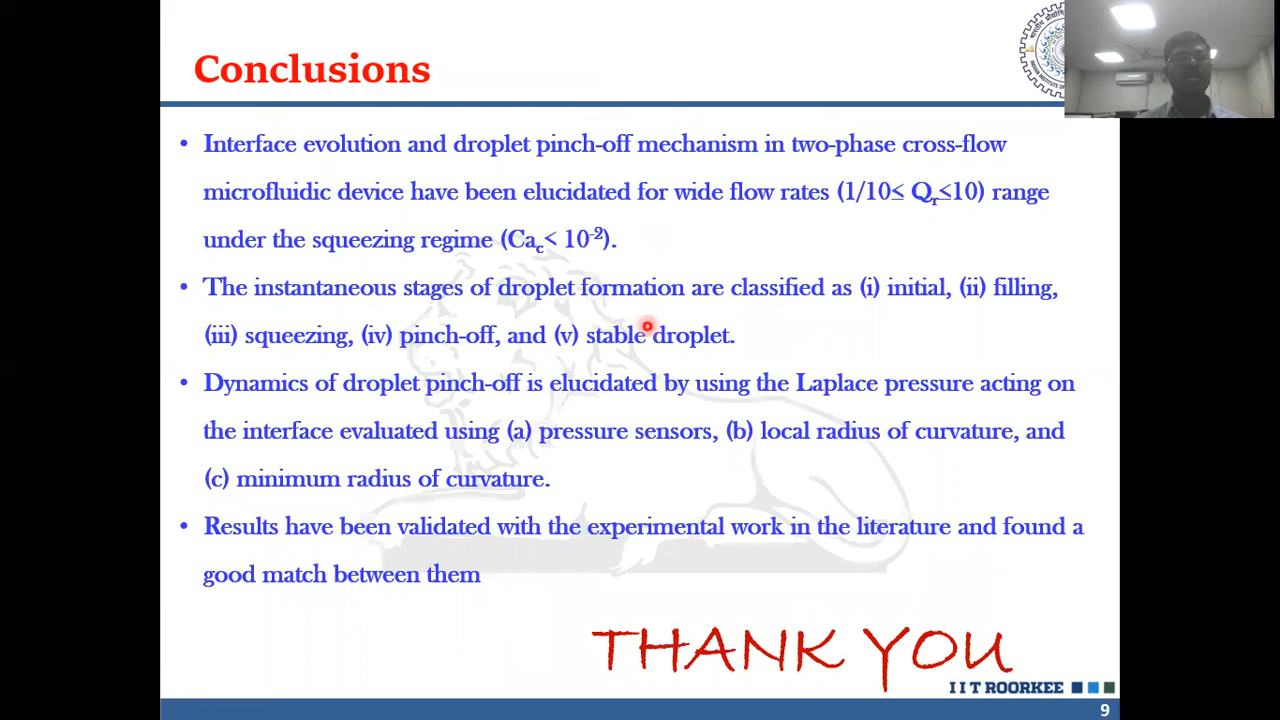 Conclusions
• Interface evolution and droplet pinch-off mechanism in two-phase cross-flow
microfluidic device have been elucidated for wide flow rates (1/10≤ Qᵣ≤10) range
under the squeezing regime (Ca_c< 10⁻²).
• The instantaneous stages of droplet formation are classified as (i) initial, (ii) filling,
(iii) squeezing, (iv) pinch-off, and (v) stable droplet.
• Dynamics of droplet pinch-off is elucidated by using the Laplace pressure acting on
the interface evaluated using (a) pressure sensors, (b) local radius of curvature, and
(c) minimum radius of curvature.
• Results have been validated with the experimental work in the literature and found a
good match between them
THANK YOU
I I T ROORKEE
9